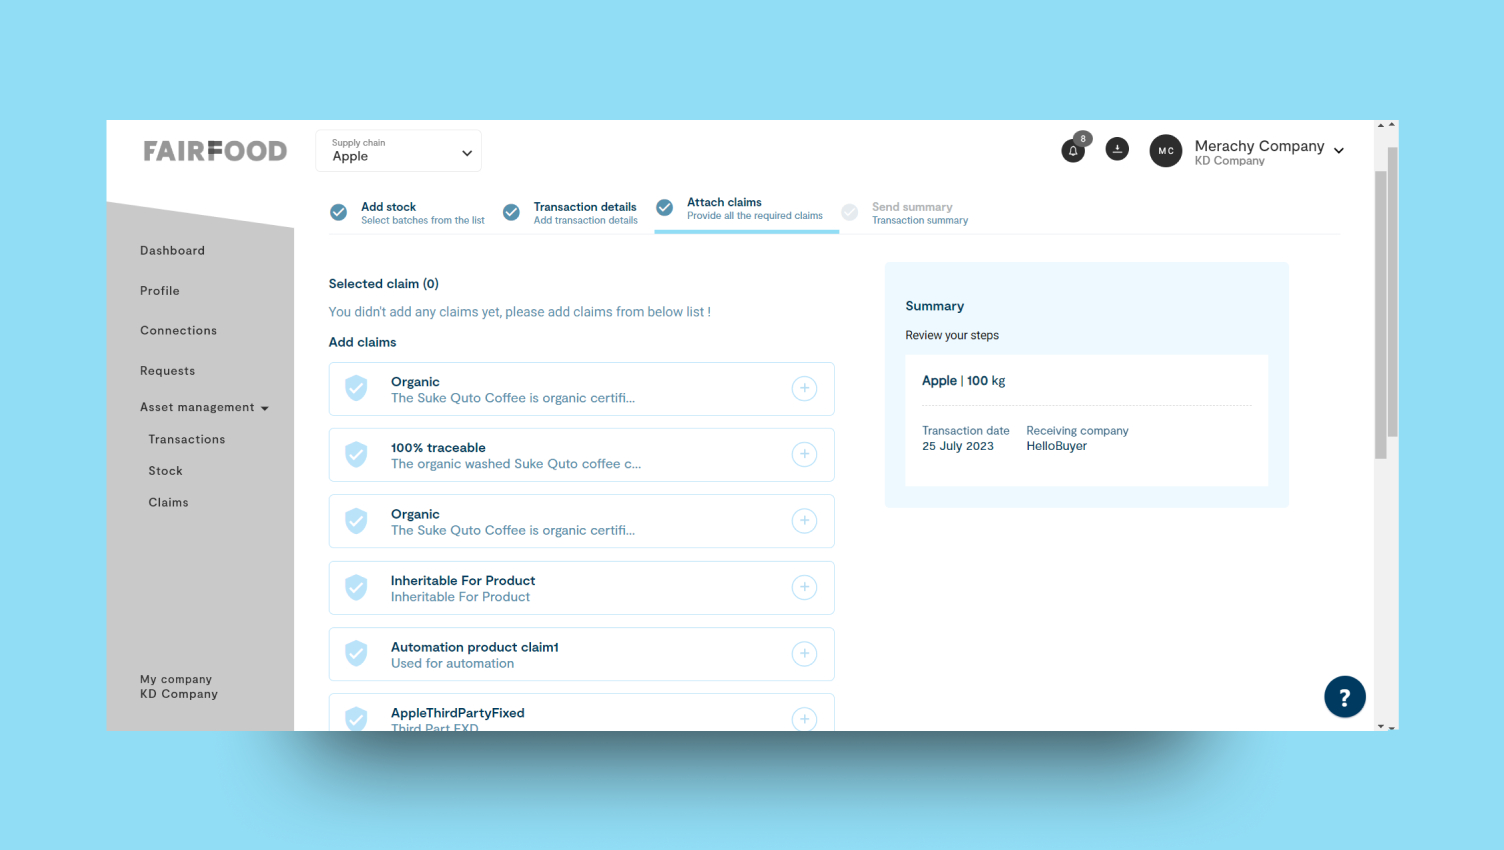 FAIRFOOD
Supply chain
Apple
8
MC
Merachy Company
KD Company
Add stock
Select batches from the list
Transaction details
Add transaction details
Attach claims
Provide all the required claims
Send summary
Transaction summary
Dashboard
Profile
Connections
Requests
Asset management
Transactions
Stock
Claims
My company
KD Company
Selected claim (0)
You didn't add any claims yet, please add claims from below list !
Add claims
Organic
The Suke Quto Coffee is organic certifi...
100% traceable
The organic washed Suke Quto coffee c...
Organic
The Suke Quto Coffee is organic certifi...
Inheritable For Product
Inheritable For Product
Automation product claim1
Used for automation
AppleThirdPartyFixed
Third Part FXD
Summary
Review your steps
Apple | 100 kg
Transaction date
25 July 2023
Receiving company
HelloBuyer
?